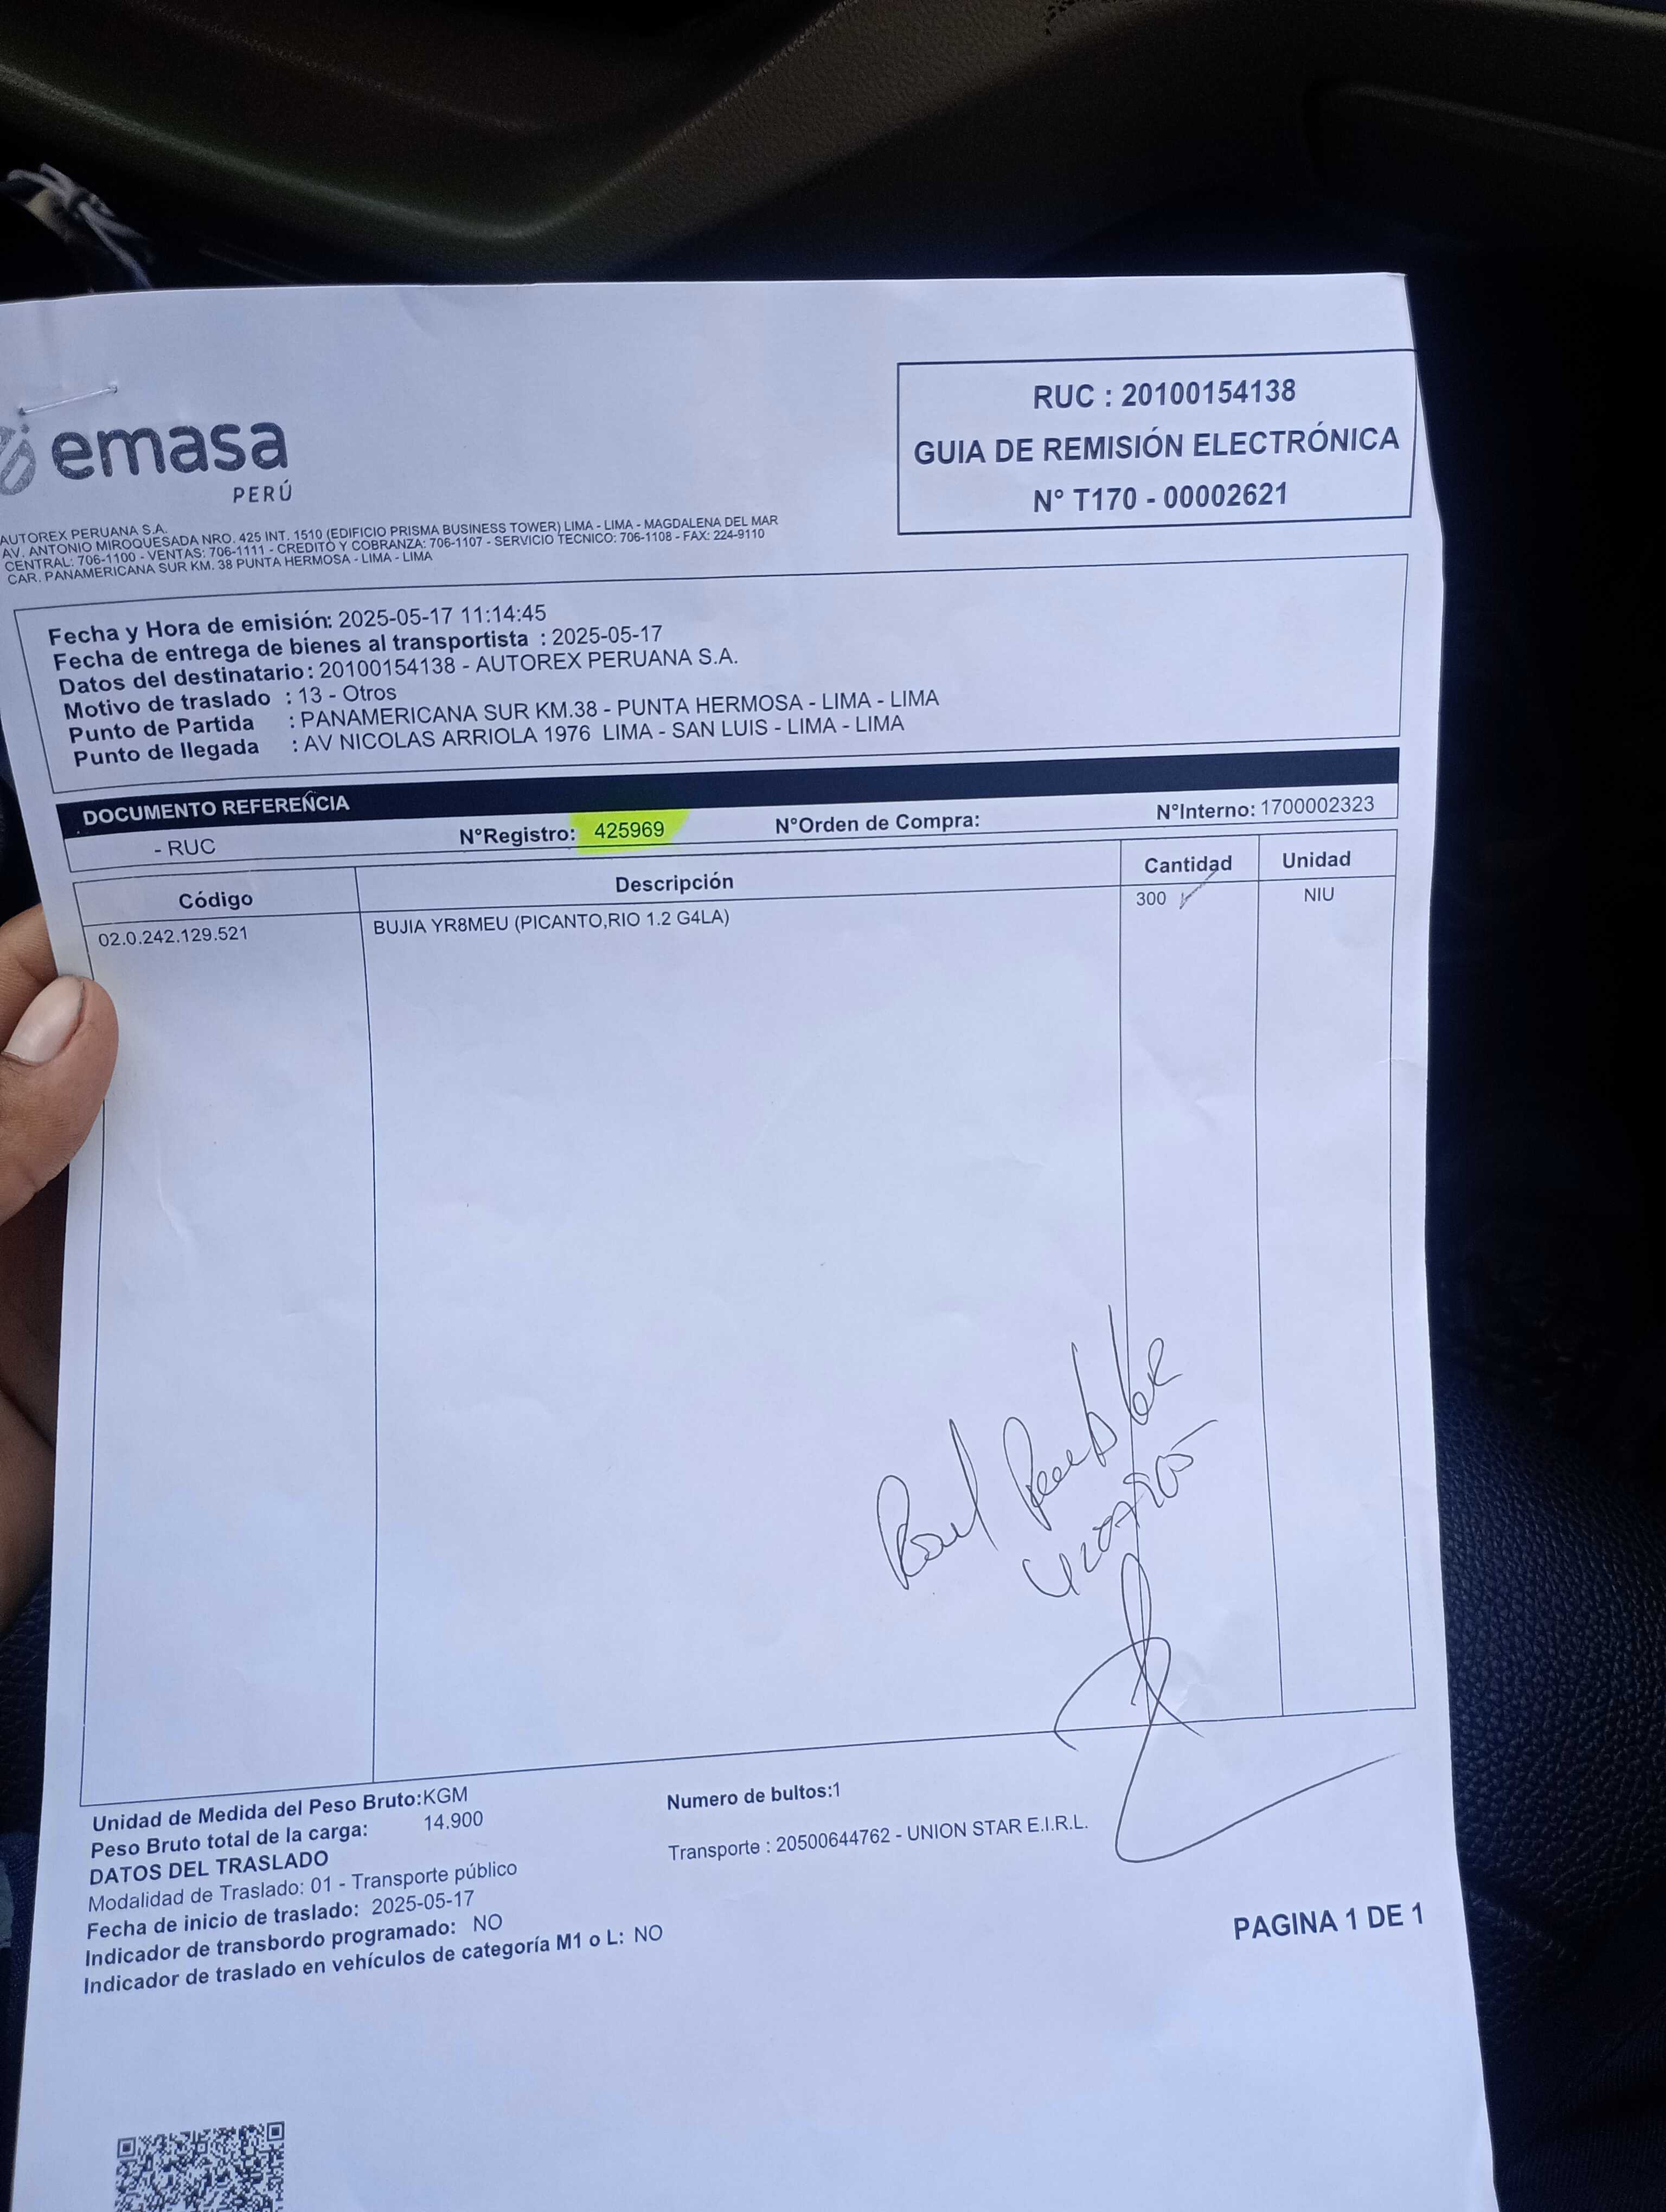 emasa
PERÚ
RUC : 20100154138
GUIA DE REMISIÓN ELECTRÓNICA
N° T170 - 00002621
AUTOREX PERUANA S.A.
AV. ANTONIO MIROQUESADA NRO. 425 INT. 1510 (EDIFICIO PRISMA BUSINESS TOWER) LIMA - LIMA - MAGDALENA DEL MAR
CENTRAL: 706-1100 - VENTAS: 706-1111 - CREDITO Y COBRANZA: 706-1107 - SERVICIO TECNICO: 706-1108 - FAX: 224-9110
CAR. PANAMERICANA SUR KM. 38 PUNTA HERMOSA - LIMA - LIMA
Fecha y Hora de emisión: 2025-05-17 11:14:45
Fecha de entrega de bienes al transportista : 2025-05-17
Datos del destinatario: 20100154138 - AUTOREX PERUANA S.A.
Motivo de traslado : 13 - Otros
Punto de Partida : PANAMERICANA SUR KM.38 - PUNTA HERMOSA - LIMA - LIMA
Punto de llegada : AV NICOLAS ARRIOLA 1976 LIMA - SAN LUIS - LIMA - LIMA
DOCUMENTO REFERENCIA
- RUC N°Registro: 425969 N°Orden de Compra: N°Interno: 1700002323
Código Descripción Cantidad Unidad
02.0.242.129.521 BUJIA YR8MEU (PICANTO,RIO 1.2 G4LA) 300 NIU
Unidad de Medida del Peso Bruto:KGM Numero de bultos:1
Peso Bruto total de la carga: 14.900
DATOS DEL TRASLADO Transporte : 20500644762 - UNION STAR E.I.R.L.
Modalidad de Traslado: 01 - Transporte público
Fecha de inicio de traslado: 2025-05-17
Indicador de transbordo programado: NO
Indicador de traslado en vehículos de categoría M1 o L: NO
PAGINA 1 DE 1